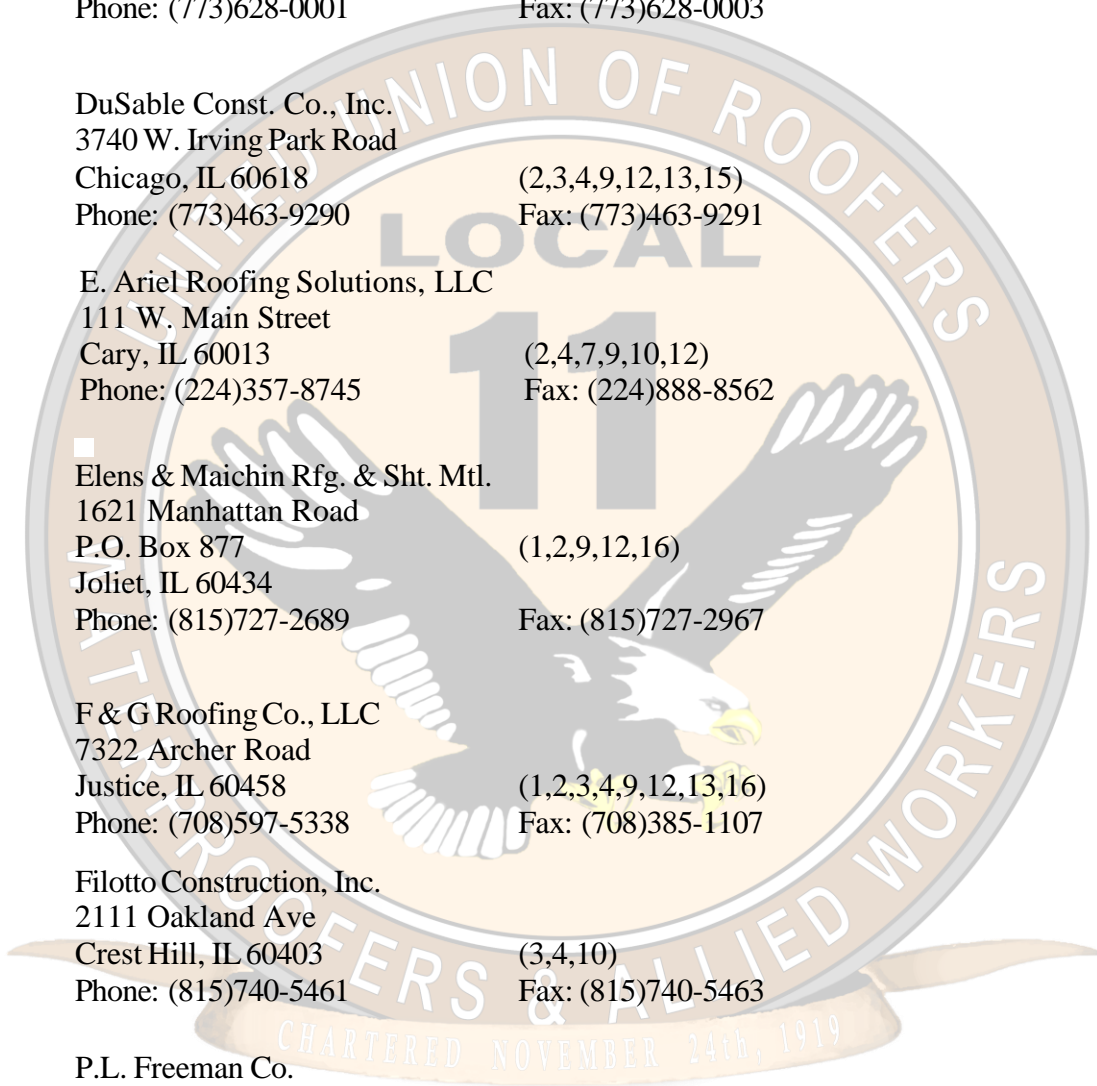 Phone: (773)628-0001 Fax: (773)628-0003
DuSable Const. Co., Inc.
3740 W. Irving Park Road
Chicago, IL 60618 (2,3,4,9,12,13,15)
Phone: (773)463-9290 Fax: (773)463-9291
E. Ariel Roofing Solutions, LLC
111 W. Main Street
Cary, IL 60013 (2,4,7,9,10,12)
Phone: (224)357-8745 Fax: (224)888-8562
Elens & Maichin Rfg. & Sht. Mtl.
1621 Manhattan Road
P.O. Box 877 (1,2,9,12,16)
Joliet, IL 60434
Phone: (815)727-2689 Fax: (815)727-2967
F & G Roofing Co., LLC
7322 Archer Road
Justice, IL 60458 (1,2,3,4,9,12,13,16)
Phone: (708)597-5338 Fax: (708)385-1107
Filotto Construction, Inc.
2111 Oakland Ave
Crest Hill, IL 60403 (3,4,10)
Phone: (815)740-5461 Fax: (815)740-5463
P.L. Freeman Co.
UNITED UNION OF ROOFERS
LOCAL
11
WATERPROOFERS & ALLIED WORKERS
CHARTERED NOVEMBER 24th, 1919